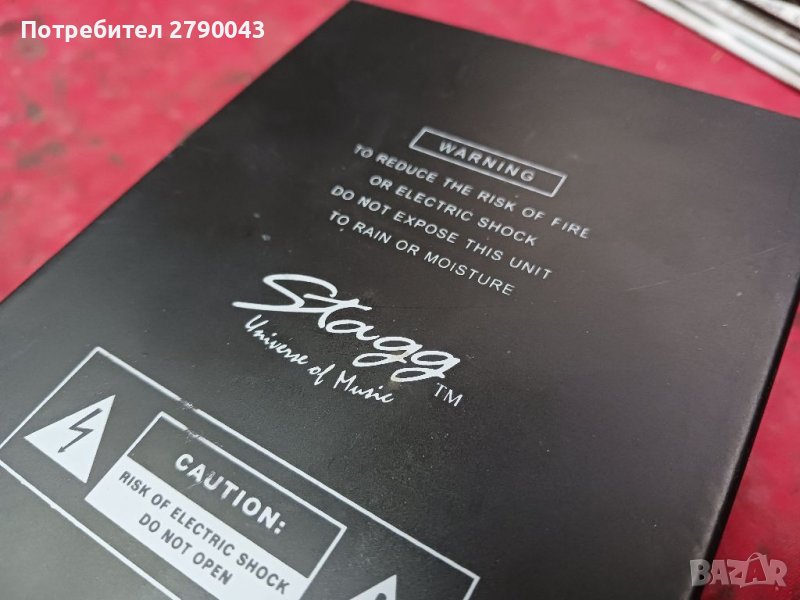 Потребител 2790043
WARNING
TO REDUCE THE RISK OF FIRE
OR ELECTRIC SHOCK
DO NOT EXPOSE THIS UNIT
TO RAIN OR MOISTURE
Stagg
Universe of Music
TM
CAUTION:
RISK OF ELECTRIC SHOCK
DO NOT OPEN
BAZAR